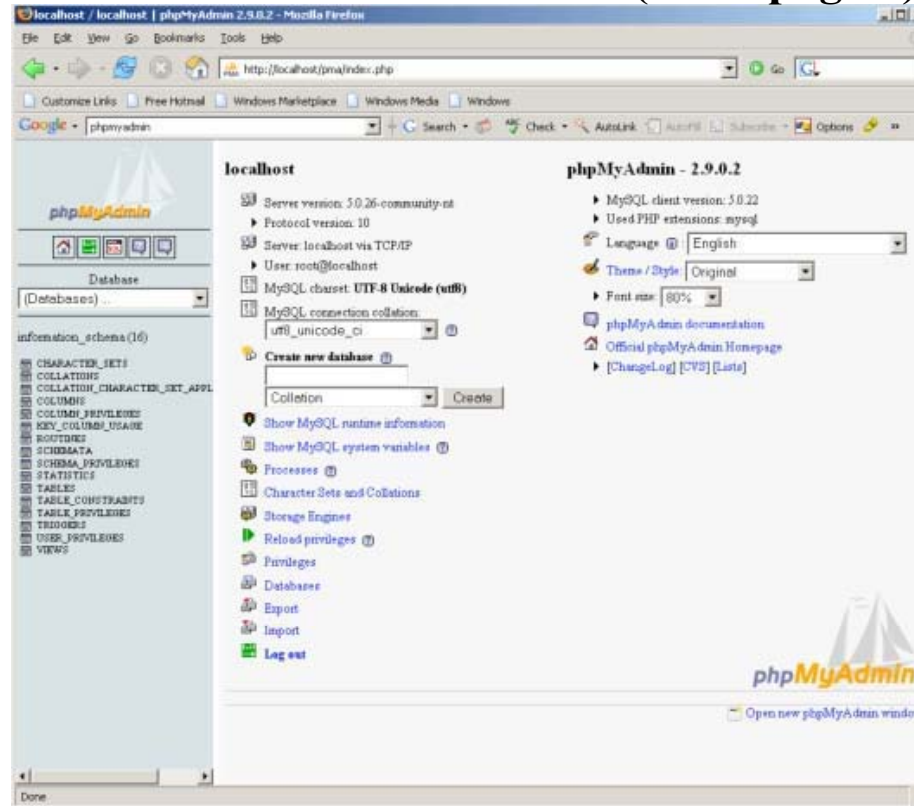 localhost / localhost | phpMyAdmin 2.9.0.2 - Mozilla Firefox
File Edit View Go Bookmarks Tools Help
http://localhost/pma/index.php
Go
Customize Links Free Hotmail Windows Marketplace Windows Media Windows
Google phpmyadmin Search Check AutoLink AutoFill Subscribe Options
phpMyAdmin
Database
(Databases) ...
information_schema (16)
CHARACTER_SETS
COLLATIONS
COLLATION_CHARACTER_SET_APPL
COLUMNS
COLUMN_PRIVILEGES
KEY_COLUMN_USAGE
ROUTINES
SCHEMATA
SCHEMA_PRIVILEGES
STATISTICS
TABLES
TABLE_CONSTRAINTS
TABLE_PRIVILEGES
TRIGGERS
USER_PRIVILEGES
VIEWS
localhost
Server version: 5.0.26-community-nt
Protocol version: 10
Server: localhost via TCP/IP
User: root@localhost
MySQL charset: UTF-8 Unicode (utf8)
MySQL connection collation:
utf8_unicode_ci
Create new database
Collation Create
Show MySQL runtime information
Show MySQL system variables
Processes
Character Sets and Collations
Storage Engines
Reload privileges
Privileges
Databases
Export
Import
Log out
phpMyAdmin - 2.9.0.2
MySQL client version: 5.0.22
Used PHP extensions: mysql
Language : English
Theme / Style: Original
Font size: 80%
phpMyAdmin documentation
Official phpMyAdmin Homepage
[ChangeLog] [CVS] [Lists]
phpMyAdmin
Open new phpMyAdmin windo
Done